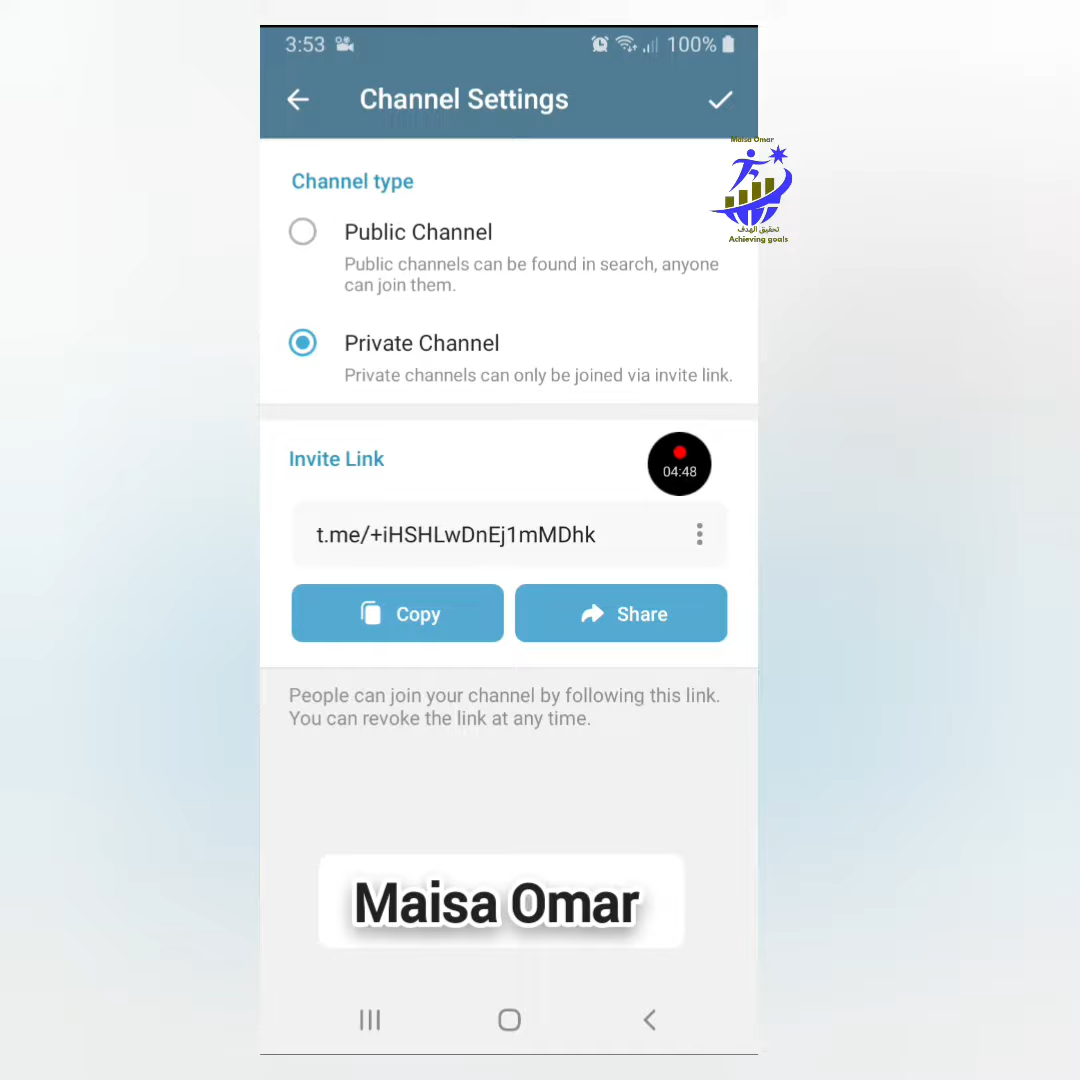 3:53
100%
Channel Settings
Maisa Omar
تحقيق الهدف
Achieving goals
Channel type
Public Channel
Public channels can be found in search, anyone
can join them.
Private Channel
Private channels can only be joined via invite link.
Invite Link
04:48
t.me/+iHSHLwDnEj1mMDhk
Copy
Share
People can join your channel by following this link.
You can revoke the link at any time.
Maisa Omar